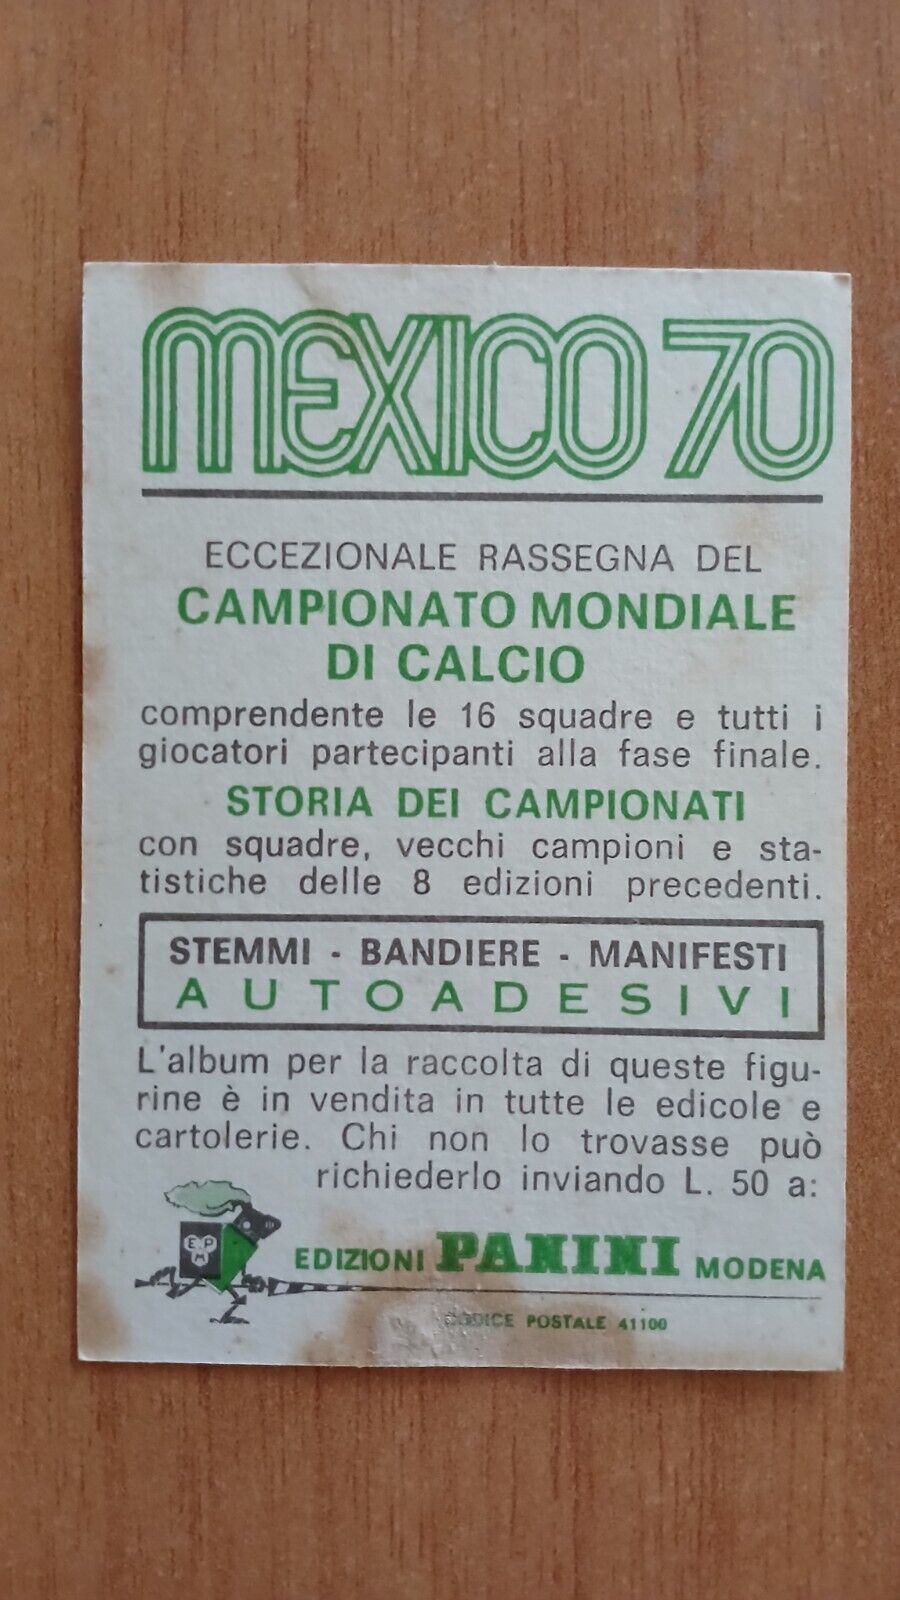 MEXICO 70
ECCEZIONALE RASSEGNA DEL
CAMPIONATO MONDIALE
DI CALCIO
comprendente le 16 squadre e tutti i
giocatori partecipanti alla fase finale.
STORIA DEI CAMPIONATI
con squadre, vecchi campioni e sta-
tistiche delle 8 edizioni precedenti.
STEMMI - BANDIERE - MANIFESTI
AUTOADESIVI
L'album per la raccolta di queste figu-
rine è in vendita in tutte le edicole e
cartolerie. Chi non lo trovasse può
richiederlo inviando L. 50 a:
EPM
EDIZIONI PANINI MODENA
CODICE POSTALE 41100